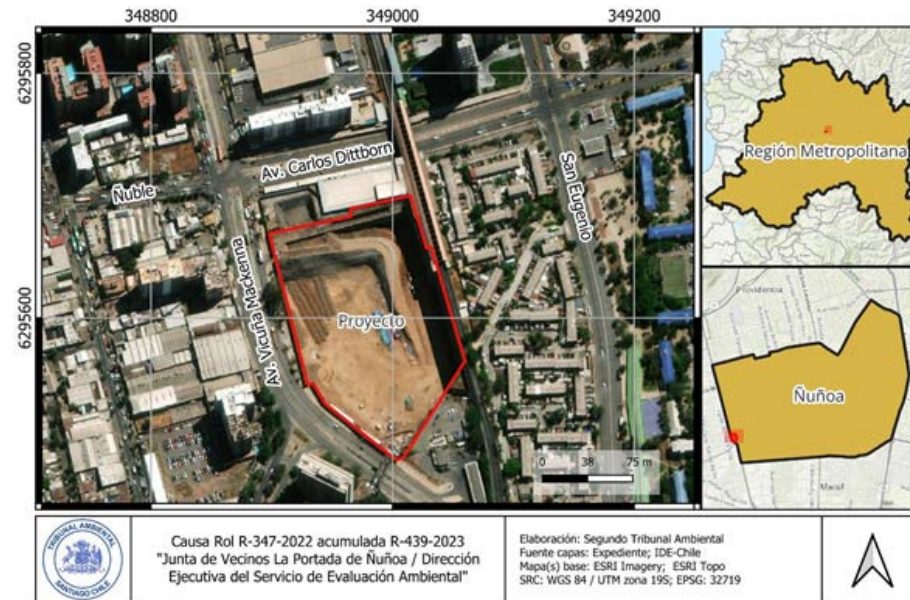 348800
349000
349200
6295800
6295600
Av. Carlos Dittborn
Ñuble
San Eugenio
Av. Vicuña Mackenna
Proyecto
0 38 75 m
Región Metropolitana
Providencia
Ñuñoa
Macul
TRIBUNAL AMBIENTAL
SANTIAGO CHILE
Causa Rol R-347-2022 acumulada R-439-2023
"Junta de Vecinos La Portada de Ñuñoa / Dirección
Ejecutiva del Servicio de Evaluación Ambiental"
Elaboración: Segundo Tribunal Ambiental
Fuente capas: Expediente; IDE-Chile
Mapa(s) base: ESRI Imagery; ESRI Topo
SRC: WGS 84 / UTM zona 19S; EPSG: 32719